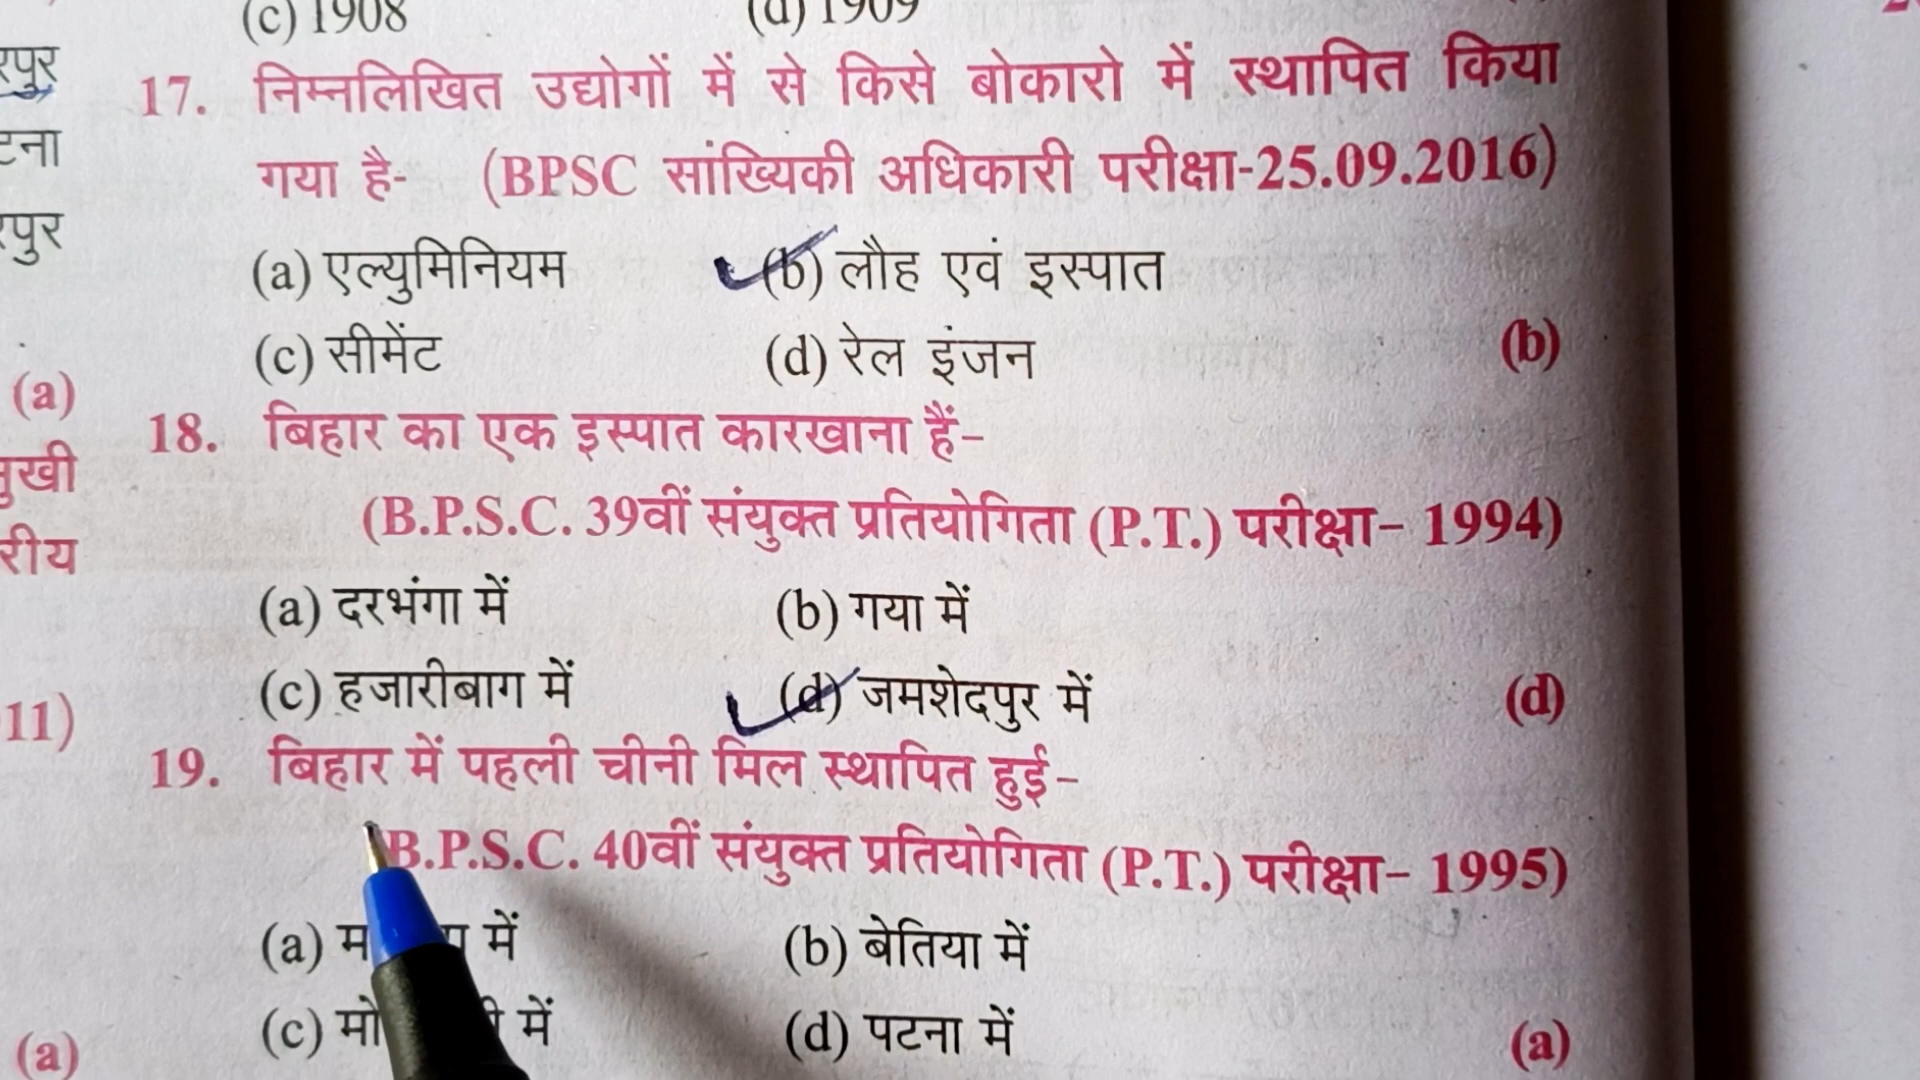 (c) 1908 (d) 1909
17. निम्नलिखित उद्योगों में से किसे बोकारो में स्थापित किया
गया है- (BPSC सांख्यिकी अधिकारी परीक्षा-25.09.2016)
(a) एल्युमिनियम (b) लौह एवं इस्पात
(c) सीमेंट (d) रेल इंजन (b)
18. बिहार का एक इस्पात कारखाना हैं-
(B.P.S.C. 39वीं संयुक्त प्रतियोगिता (P.T.) परीक्षा- 1994)
(a) दरभंगा में (b) गया में
(c) हजारीबाग में (d) जमशेदपुर में (d)
19. बिहार में पहली चीनी मिल स्थापित हुई-
B.P.S.C. 40वीं संयुक्त प्रतियोगिता (P.T.) परीक्षा- 1995)
(a) में (b) बेतिया में
(c) में (d) पटना में (a)
(a)
रीय
11)
(a)